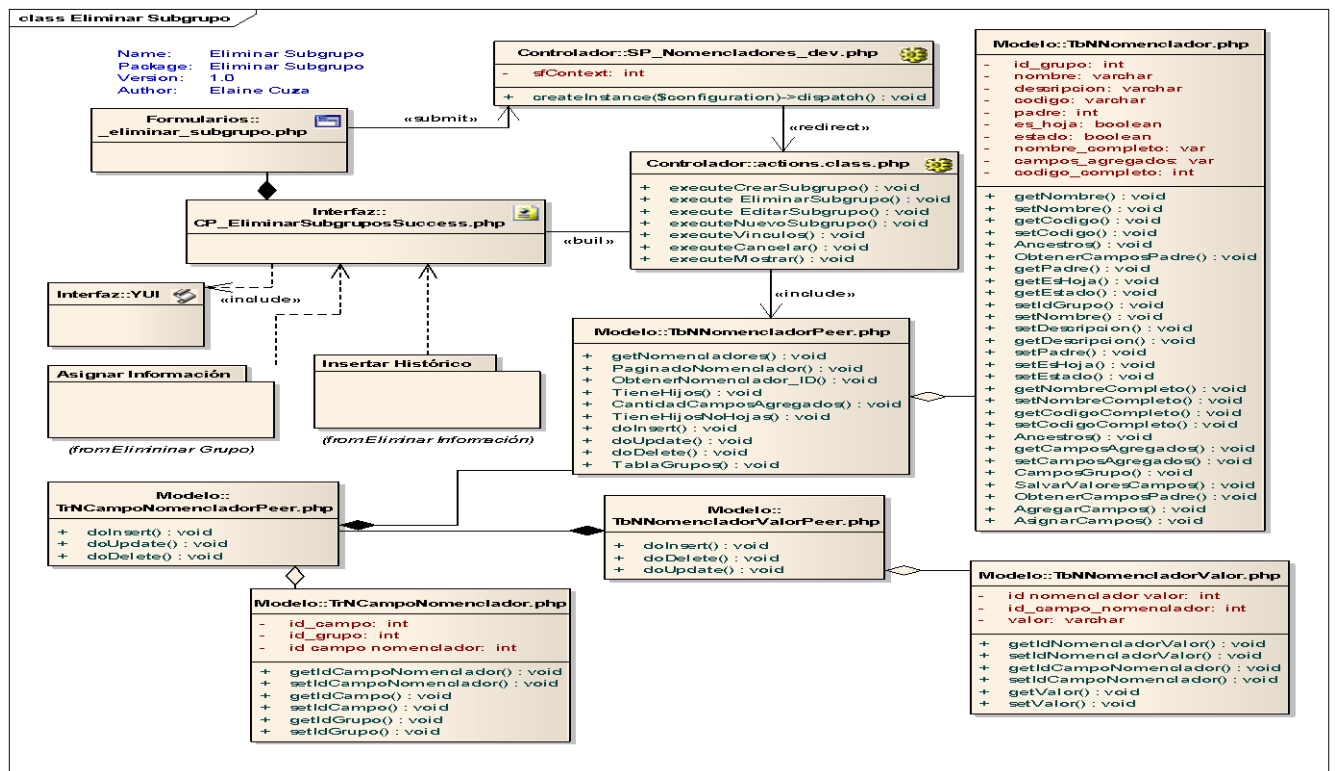 class Eliminar Subgrupo
Name: Eliminar Subgrupo
Package: Eliminar Subgrupo
Version: 1.0
Author: Elaine Cuza
Controlador::SP_Nomencladores_dev.php
- sfContext: int
+ createInstance($configuration)->dispatch() : void
Formularios::
_eliminar_subgrupo.php
«submit»
«redirect»
Controlador::actions.class.php
+ executeCrearSubgrupo() : void
+ execute EliminarSubgrupo() : void
+ execute EditarSubgrupo() : void
+ executeNuevoSubgrupo() : void
+ executeVinculos() : void
+ executeCancelar() : void
+ executeMostrar() : void
Interfaz::
CP_EliminarSubgruposSuccess.php
«buil»
Interfaz::YUI
«include»
«include»
Asignar Información
(from Elimininar Grupo)
Insertar Histórico
(from Eliminar Información)
Modelo::TbNNomencladorPeer.php
+ getNomencladores() : void
+ PaginadoNomenclador() : void
+ ObtenerNomenclador_ID() : void
+ TieneHijos() : void
+ CantidadCamposAgregados() : void
+ TieneHijosNoHojas() : void
+ doInsert() : void
+ doUpdate() : void
+ doDelete() : void
+ TablaGrupos() : void
Modelo::TbNNomenclador.php
- id_grupo: int
- nombre: varchar
- descripcion: varchar
- codigo: varchar
- padre: int
- es_hoja: boolean
- estado: boolean
- nombre_completo: var
- campos_agregados: var
- codigo_completo: int
+ getNombre() : void
+ setNombre() : void
+ getCodigo() : void
+ setCodigo() : void
+ Ancestros() : void
+ ObtenerCamposPadre() : void
+ getPadre() : void
+ getEsHoja() : void
+ getEstado() : void
+ setIdGrupo() : void
+ setNombre() : void
+ setDescripcion() : void
+ getDescripcion() : void
+ setPadre() : void
+ setEsHoja() : void
+ setEstado() : void
+ getNombreCompleto() : void
+ setNombreCompleto() : void
+ getCodigoCompleto() : void
+ setCodigoCompleto() : void
+ Ancestros() : void
+ getCamposAgregados() : void
+ setCamposAgregados() : void
+ CamposGrupo() : void
+ SalvarValoresCampos() : void
+ ObtenerCamposPadre() : void
+ AgregarCampos() : void
+ AsignarCampos() : void
Modelo::
TrNCampoNomencladorPeer.php
+ doInsert() : void
+ doUpdate() : void
+ doDelete() : void
Modelo::
TbNNomencladorValorPeer.php
+ doInsert() : void
+ doDelete() : void
+ doUpdate() : void
Modelo::TrNCampoNomenclador.php
- id_campo: int
- id_grupo: int
- id campo nomenclador: int
+ getIdCampoNomenclador() : void
+ setIdCampoNomenclador() : void
+ getIdCampo() : void
+ setIdCampo() : void
+ getIdGrupo() : void
+ setIdGrupo() : void
Modelo::TbNNomencladorValor.php
- id nomenclador valor: int
- id_campo_nomenclador: int
- valor: varchar
+ getIdNomencladorValor() : void
+ setIdNomencladorValor() : void
+ getIdCampoNomenclador() : void
+ setIdCampoNomenclador() : void
+ getValor() : void
+ setValor() : void